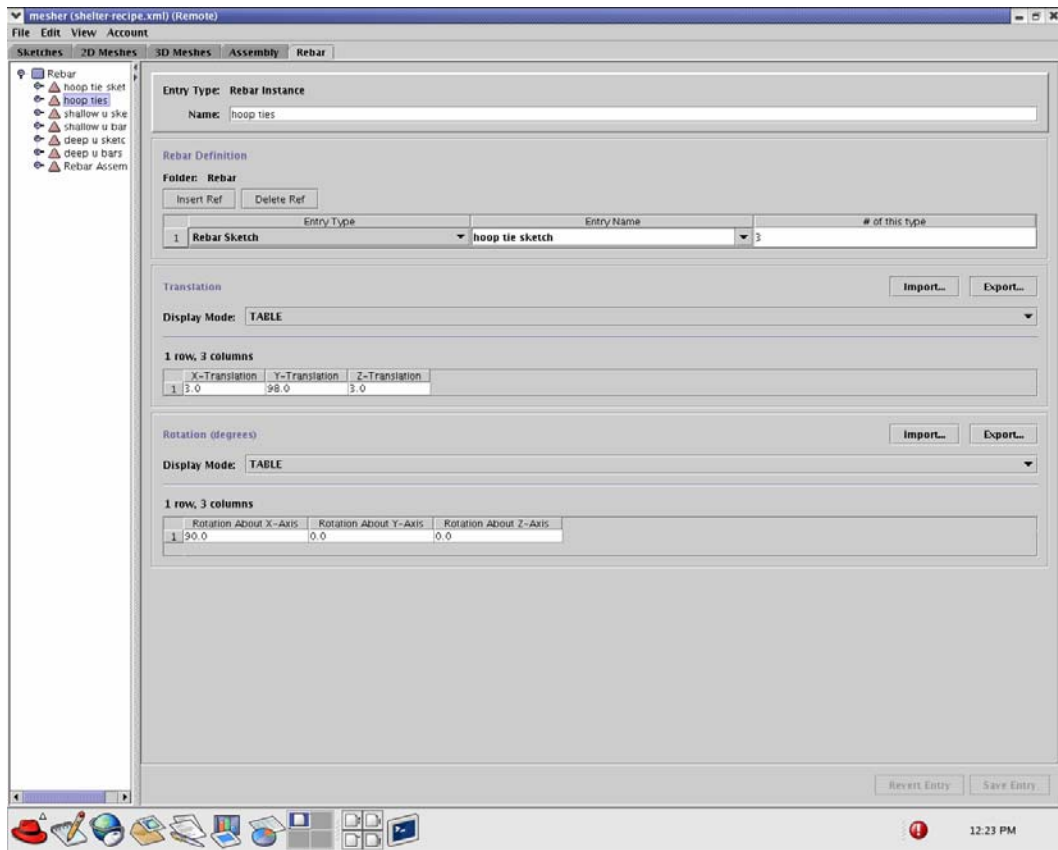 mesher (shelter-recipe.xml) (Remote)
File Edit View Account
Sketches 2D Meshes 3D Meshes Assembly Rebar
Rebar
hoop tie sket
hoop ties
shallow u ske
shallow u bar
deep u sketc
deep u bars
Rebar Assem
Entry Type: Rebar Instance
Name: hoop ties
Rebar Definition
Folder: Rebar
Insert Ref Delete Ref
Entry Type Entry Name # of this type
1 Rebar Sketch hoop tie sketch 3
Translation Import... Export...
Display Mode: TABLE
1 row, 3 columns
X-Translation Y-Translation Z-Translation
1 3.0 98.0 3.0
Rotation (degrees) Import... Export...
Display Mode: TABLE
1 row, 3 columns
Rotation About X-Axis Rotation About Y-Axis Rotation About Z-Axis
1 90.0 0.0 0.0
Revert Entry Save Entry
12:23 PM